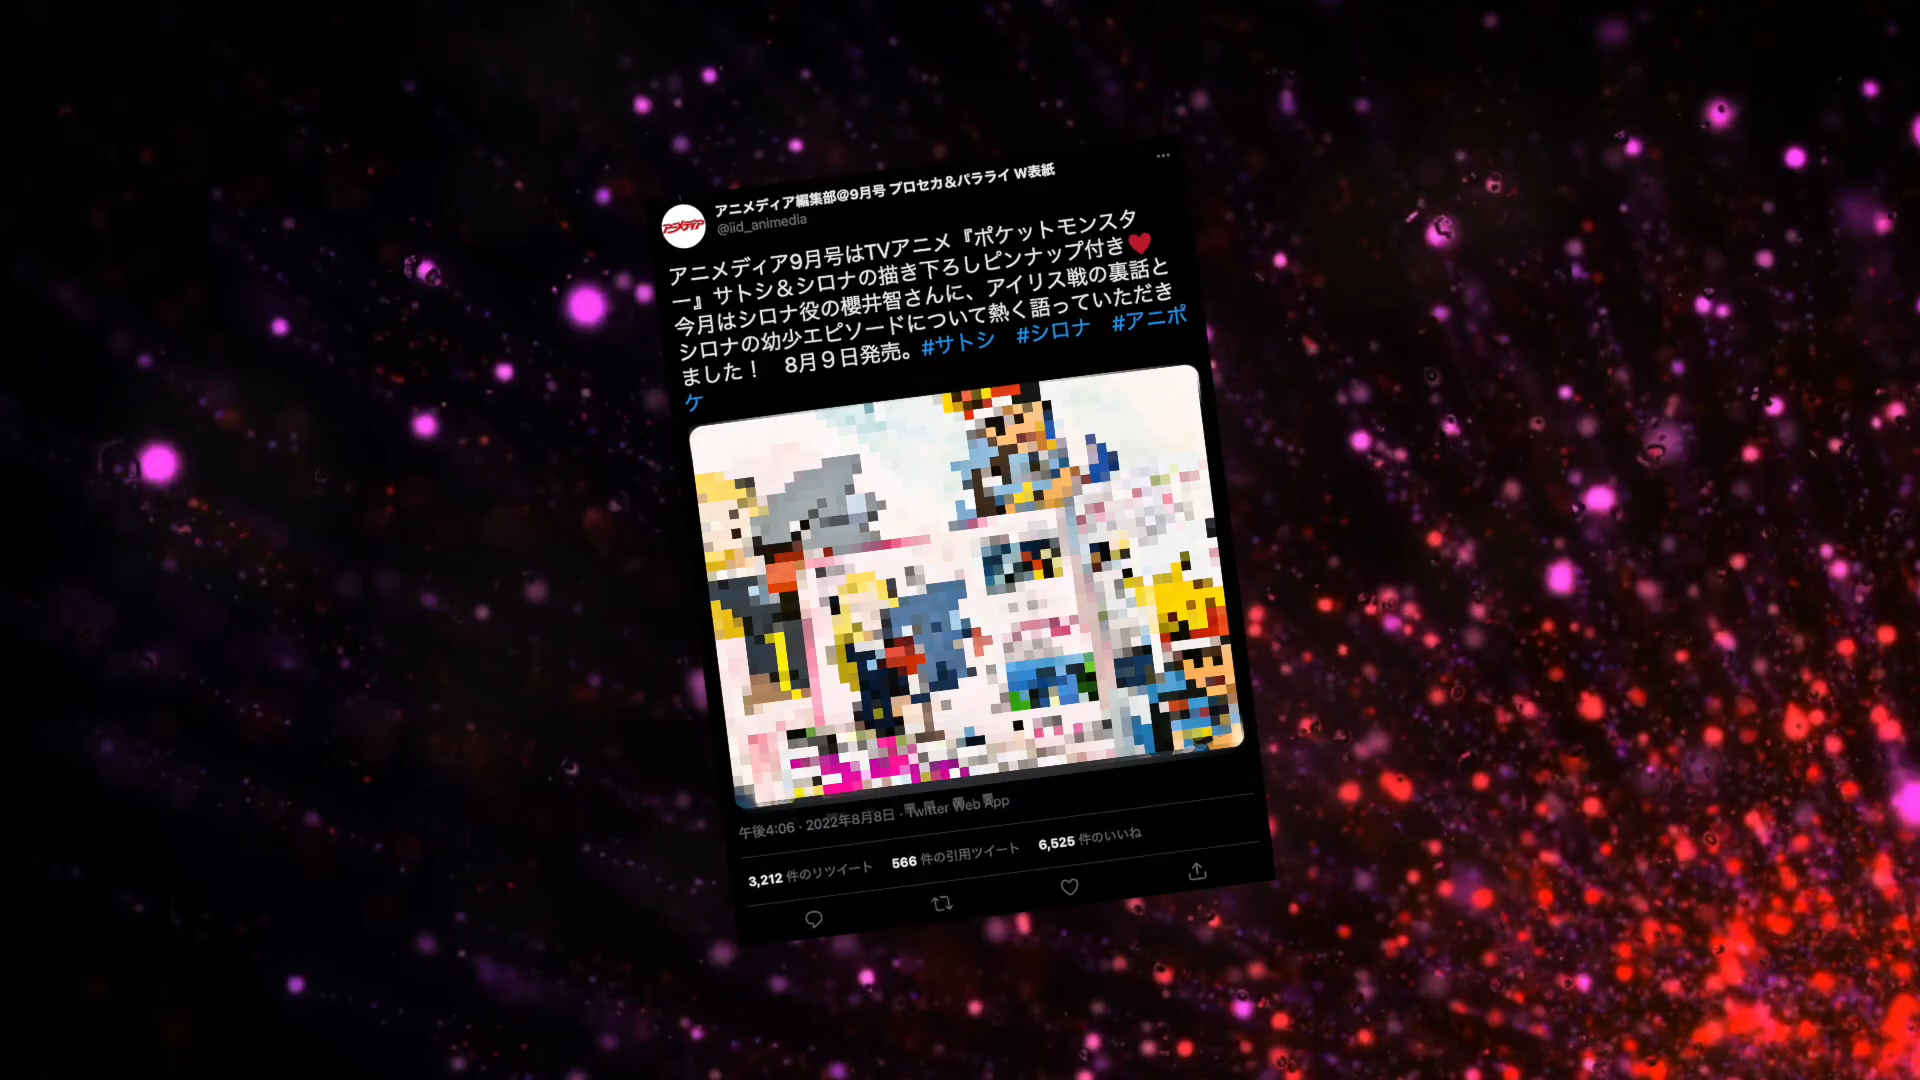 アニメディア編集部@9月号 プロセカ&パラライ W表紙
アニメディア
@iid_animedia
アニメディア9月号はTVアニメ『ポケットモンスタ
ー』サトシ&シロナの描き下ろしピンナップ付き♥
今月はシロナ役の櫻井智さんに、アイリス戦の裏話と
シロナの幼少エピソードについて熱く語っていただき
ました！　8月９日発売。#サトシ　#シロナ　#アニポ
ケ
午後4:06 · 2022年8月8日 · Twitter Web App
3,212 件のリツイート　566 件の引用ツイート　6,525 件のいいね